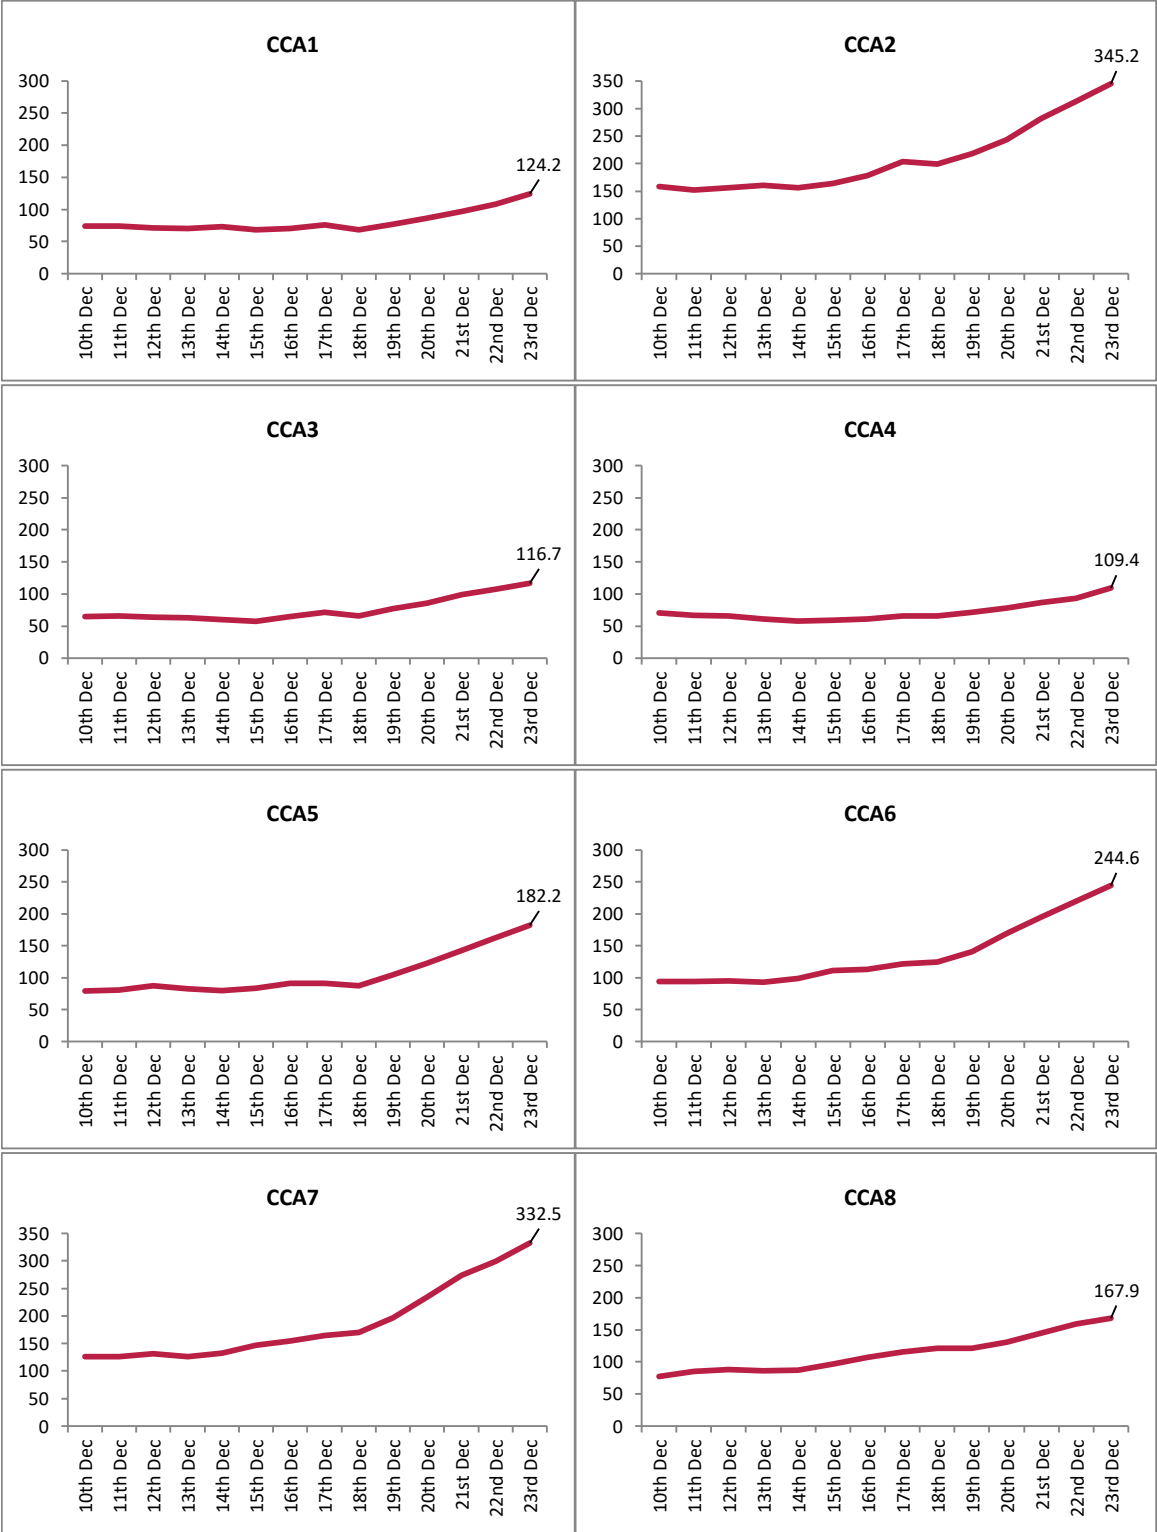 CCA1
124.2
300
250
200
150
100
50
0
10th Dec
11th Dec
12th Dec
13th Dec
14th Dec
15th Dec
16th Dec
17th Dec
18th Dec
19th Dec
20th Dec
21st Dec
22nd Dec
23rd Dec
CCA2
345.2
350
300
250
200
150
100
50
0
10th Dec
11th Dec
12th Dec
13th Dec
14th Dec
15th Dec
16th Dec
17th Dec
18th Dec
19th Dec
20th Dec
21st Dec
22nd Dec
23rd Dec
CCA3
116.7
300
250
200
150
100
50
0
10th Dec
11th Dec
12th Dec
13th Dec
14th Dec
15th Dec
16th Dec
17th Dec
18th Dec
19th Dec
20th Dec
21st Dec
22nd Dec
23rd Dec
CCA4
109.4
300
250
200
150
100
50
0
10th Dec
11th Dec
12th Dec
13th Dec
14th Dec
15th Dec
16th Dec
17th Dec
18th Dec
19th Dec
20th Dec
21st Dec
22nd Dec
23rd Dec
CCA5
182.2
300
250
200
150
100
50
0
10th Dec
11th Dec
12th Dec
13th Dec
14th Dec
15th Dec
16th Dec
17th Dec
18th Dec
19th Dec
20th Dec
21st Dec
22nd Dec
23rd Dec
CCA6
244.6
300
250
200
150
100
50
0
10th Dec
11th Dec
12th Dec
13th Dec
14th Dec
15th Dec
16th Dec
17th Dec
18th Dec
19th Dec
20th Dec
21st Dec
22nd Dec
23rd Dec
CCA7
332.5
350
300
250
200
150
100
50
0
10th Dec
11th Dec
12th Dec
13th Dec
14th Dec
15th Dec
16th Dec
17th Dec
18th Dec
19th Dec
20th Dec
21st Dec
22nd Dec
23rd Dec
CCA8
167.9
300
250
200
150
100
50
0
10th Dec
11th Dec
12th Dec
13th Dec
14th Dec
15th Dec
16th Dec
17th Dec
18th Dec
19th Dec
20th Dec
21st Dec
22nd Dec
23rd Dec